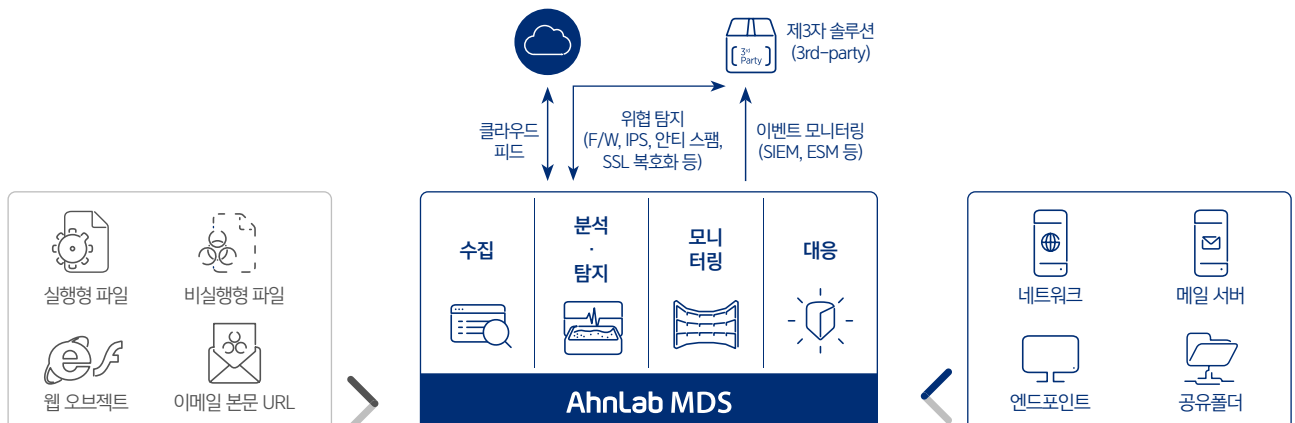 제3자 솔루션
(3rd-party)
3rd
Party
클라우드
피드
위협 탐지
(F/W, IPS, 안티 스팸,
SSL 복호화 등)
이벤트 모니터링
(SIEM, ESM 등)
실행형 파일
비실행형 파일
웹 오브젝트
이메일 본문 URL
수집
분석
·
탐지
모니
터링
대응
AhnLab MDS
네트워크
메일 서버
엔드포인트
공유폴더